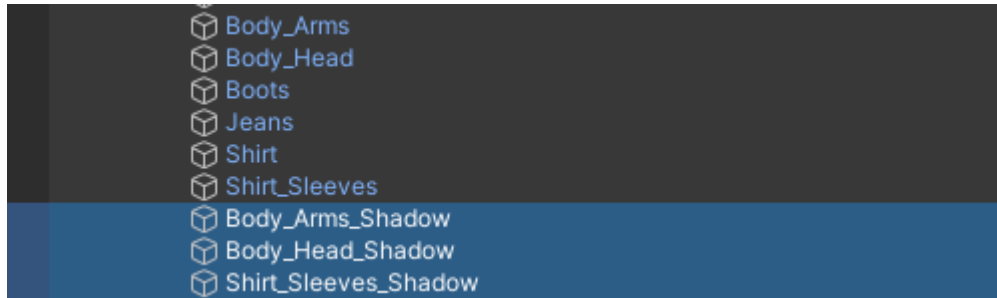 Body_Arms
Body_Head
Boots
Jeans
Shirt
Shirt_Sleeves
Body_Arms_Shadow
Body_Head_Shadow
Shirt_Sleeves_Shadow